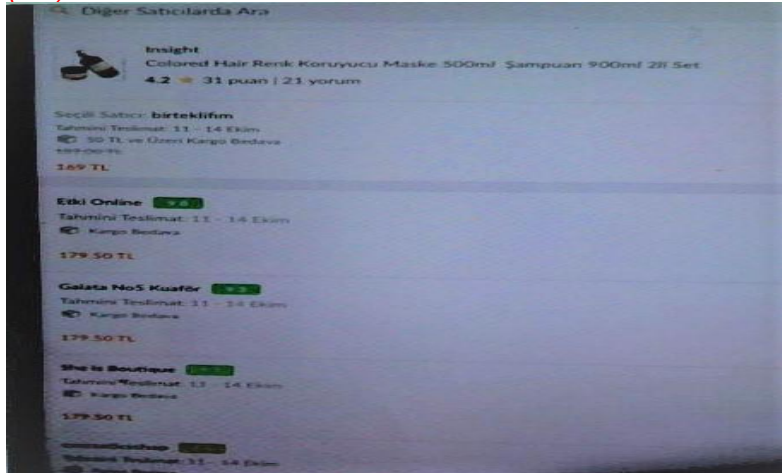 Diğer Satıcılarda Ara
Insight
Colored Hair Renk Koruyucu Maske 500ml Şampuan 900ml 2li Set
4.2 ★ 31 puan | 21 yorum
Seçili Satıcı: birteklifim
Tahmini Teslimat: 11 - 14 Ekim
50 TL ve Üzeri Kargo Bedava
169 TL
Etki Online
Tahmini Teslimat: 11 - 14 Ekim
Kargo Bedava
179.50 TL
Galata No5 Kuaför
Tahmini Teslimat: 11 - 14 Ekim
Kargo Bedava
179.50 TL
She is Boutique
Tahmini Teslimat: 11 - 14 Ekim
Kargo Bedava
179.50 TL
Tahmini Teslimat: 11 - 14 Ekim
Kargo Bedava